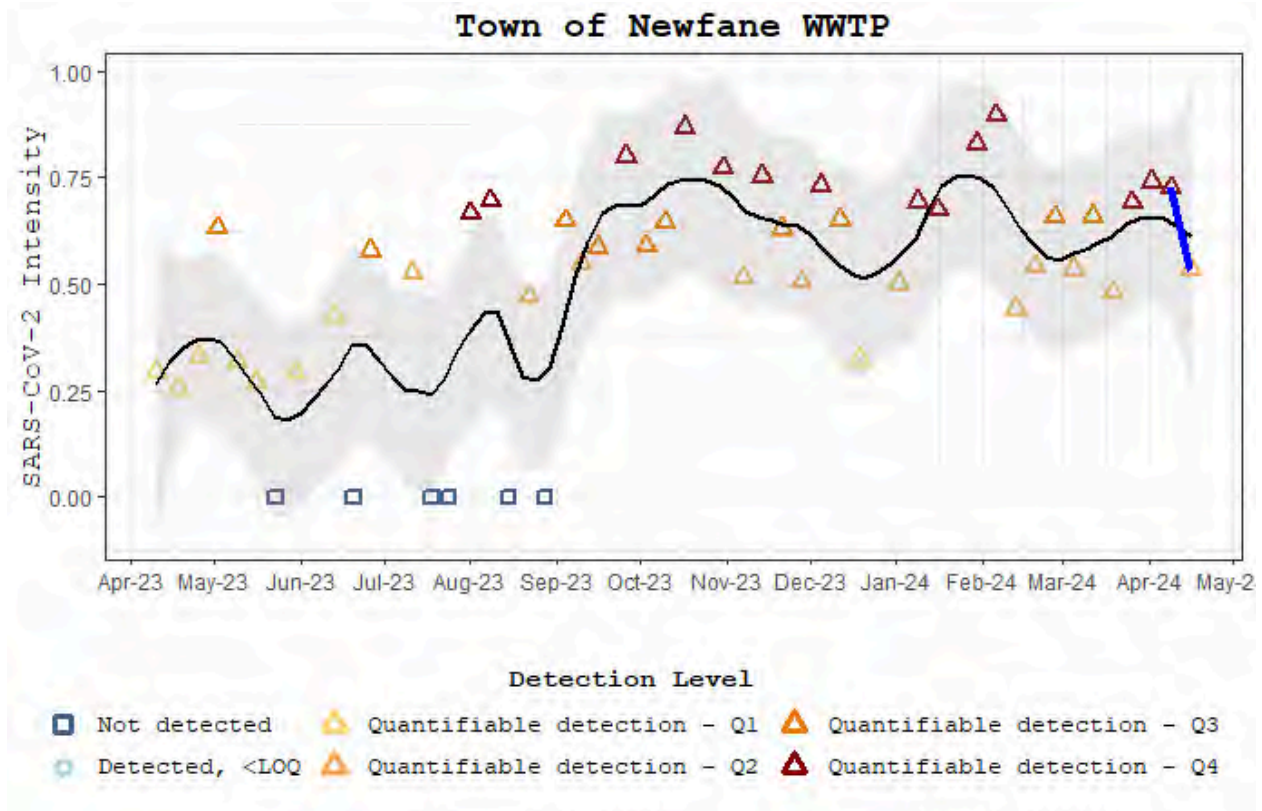 Town of Newfane WWTP
SARS-CoV-2 Intensity
1.00
0.75
0.50
0.25
0.00
Apr-23 May-23 Jun-23 Jul-23 Aug-23 Sep-23 Oct-23 Nov-23 Dec-23 Jan-24 Feb-24 Mar-24 Apr-24 May-2
Detection Level
Not detected Quantifiable detection - Q1 Quantifiable detection - Q3
Detected, <LOQ Quantifiable detection - Q2 Quantifiable detection - Q4